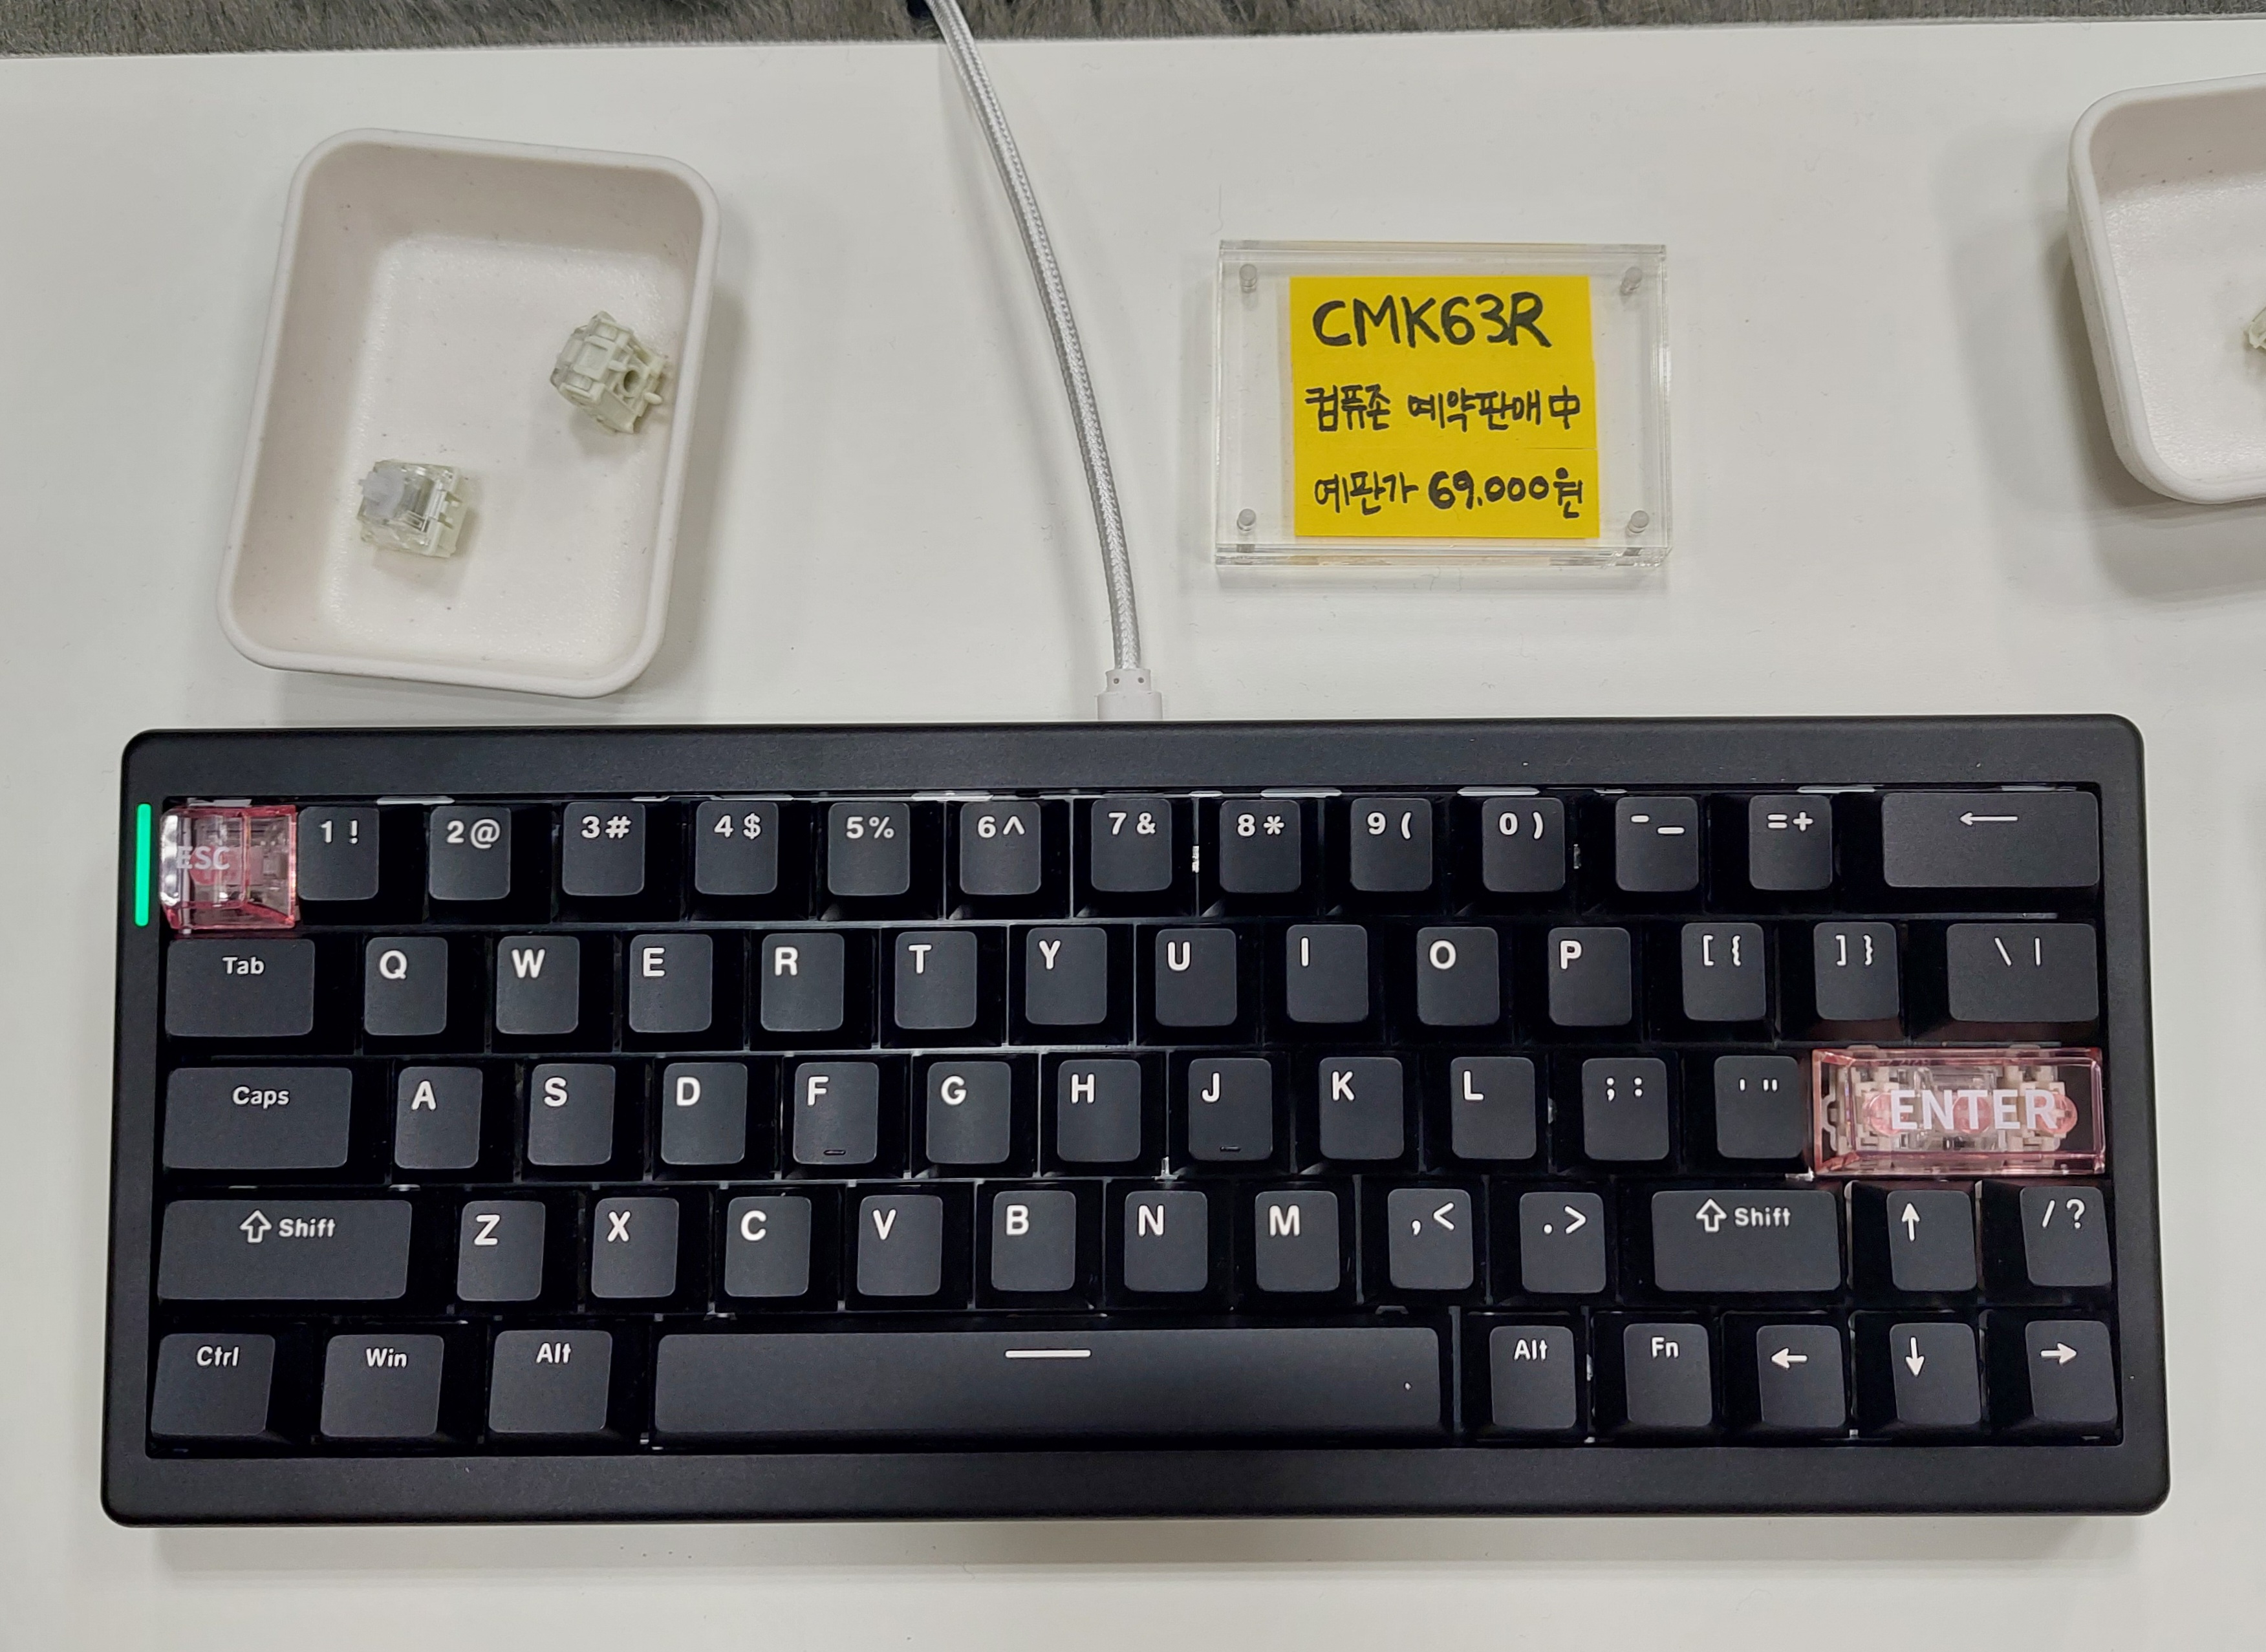 CMK63R
컴퓨존 예약판매 中
예판가 69.000원
ESC 1 ! 2 @ 3 # 4 $ 5 % 6 ^ 7 & 8 * 9 ( 0 ) - _ = + ←
Tab Q W E R T Y U I O P [ { ] } \ |
Caps A S D F G H J K L ; : ' " ENTER
⇧ Shift Z X C V B N M , < . > ⇧ Shift ↑ / ?
Ctrl Win Alt Alt Fn ← ↓ →